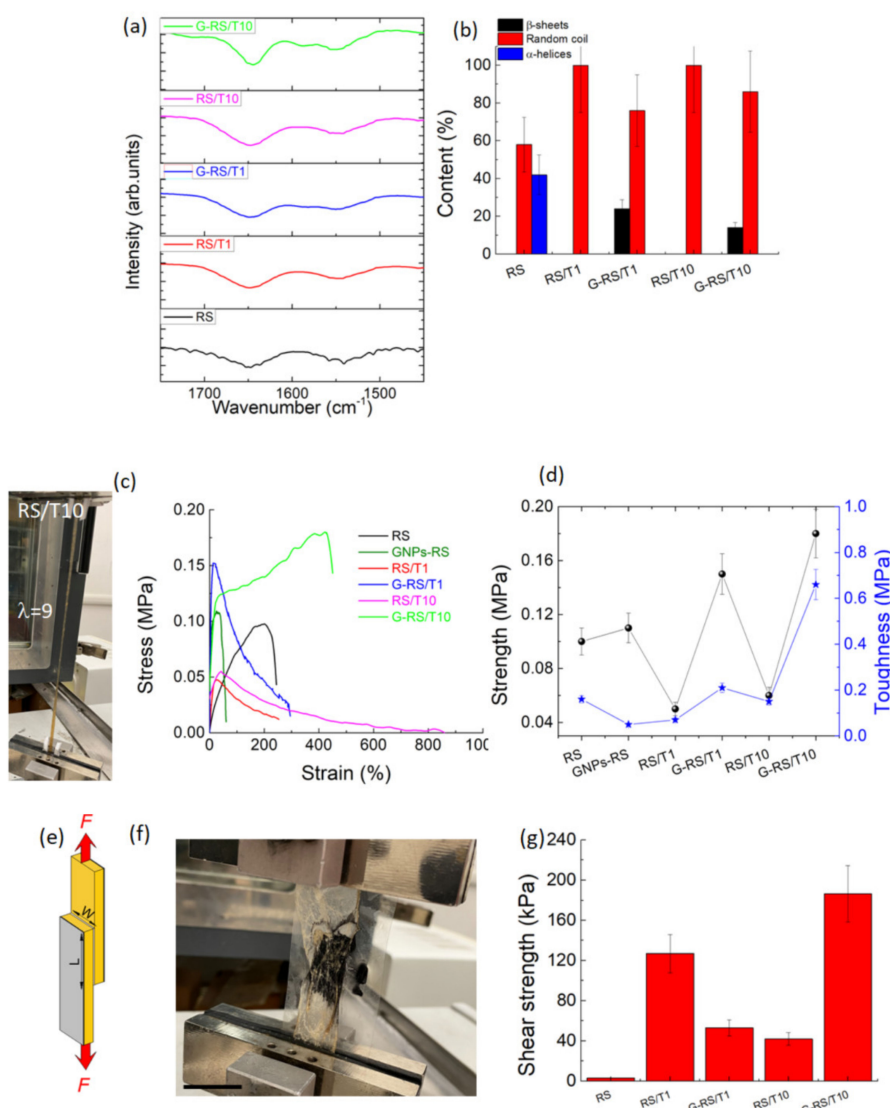 (a)
G-RS/T10
RS/T10
G-RS/T1
RS/T1
RS
Intensity (arb.units)
1700 1600 1500
Wavenumber (cm⁻¹)
(b)
β-sheets
Random coil
α-helices
100
80
60
40
20
0
Content (%)
RS RS/T1 G-RS/T1 RS/T10 G-RS/T10
RS/T10
λ=9
(c)
0.20
0.15
0.10
0.05
0.00
Stress (MPa)
RS
GNPs-RS
RS/T1
G-RS/T1
RS/T10
G-RS/T10
0 200 400 600 800 100
Strain (%)
(d)
0.20
0.16
0.12
0.08
0.04
Strength (MPa)
1.0
0.8
0.6
0.4
0.2
0.0
Toughness (MPa)
RS GNPs-RS RS/T1 G-RS/T1 RS/T10 G-RS/T10
(e)
F
W
L
F
(f)
(g)
240
200
160
120
80
40
0
Shear strength (kPa)
RS RS/T1 G-RS/T1 RS/T10 G-RS/T10